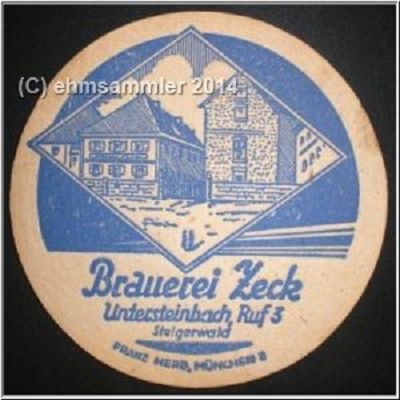 (C) ehmsammler 2014
Brauerei Zeck
Untersteinbach, Ruf 3
Steigerwald
FRANZ HERB, MÜNCHEN 8